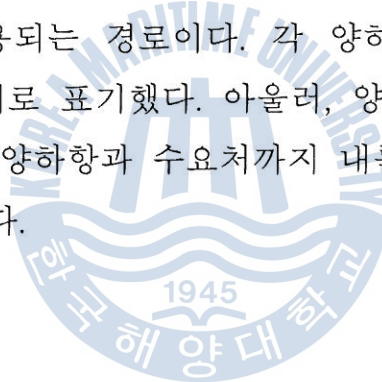 용되는 경로이다. 각 양하
로 표기했다. 아울러, 양
양하항과 수요처까지 내륙
다.
KOREA MARITIME UNIVERSITY
1945
한국해양대학교